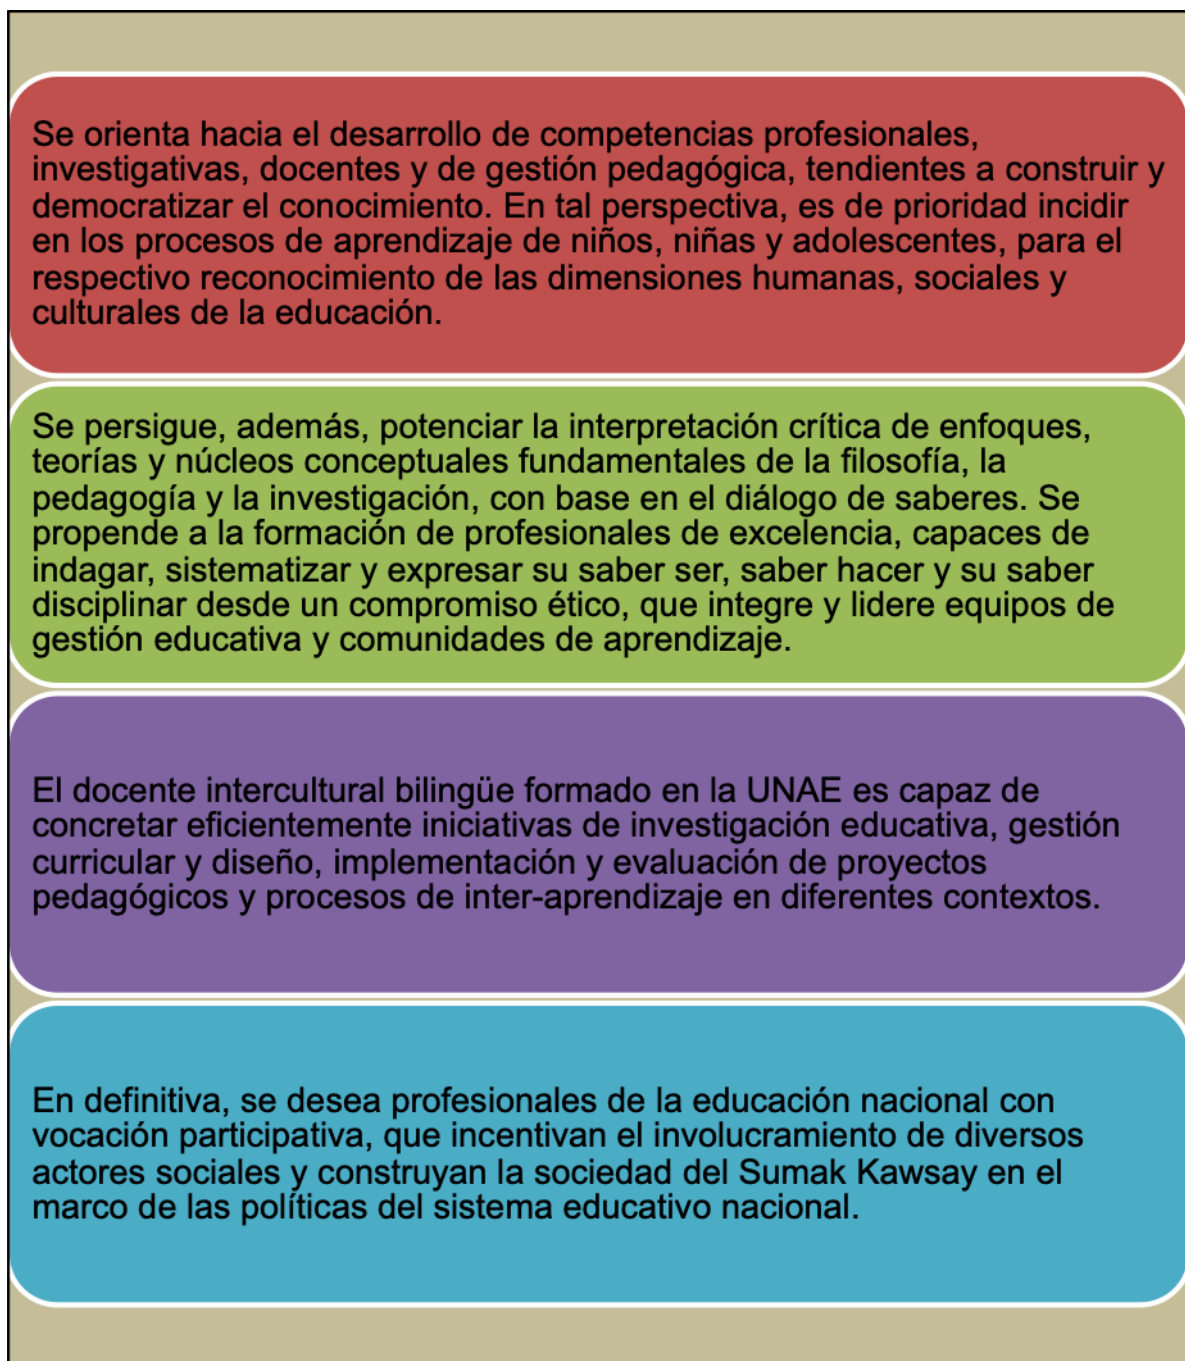 Se orienta hacia el desarrollo de competencias profesionales,
investigativas, docentes y de gestión pedagógica, tendientes a construir y
democratizar el conocimiento. En tal perspectiva, es de prioridad incidir
en los procesos de aprendizaje de niños, niñas y adolescentes, para el
respectivo reconocimiento de las dimensiones humanas, sociales y
culturales de la educación.
Se persigue, además, potenciar la interpretación crítica de enfoques,
teorías y núcleos conceptuales fundamentales de la filosofía, la
pedagogía y la investigación, con base en el diálogo de saberes. Se
propende a la formación de profesionales de excelencia, capaces de
indagar, sistematizar y expresar su saber ser, saber hacer y su saber
disciplinar desde un compromiso ético, que integre y lidere equipos de
gestión educativa y comunidades de aprendizaje.
El docente intercultural bilingüe formado en la UNAE es capaz de
concretar eficientemente iniciativas de investigación educativa, gestión
curricular y diseño, implementación y evaluación de proyectos
pedagógicos y procesos de inter-aprendizaje en diferentes contextos.
En definitiva, se desea profesionales de la educación nacional con
vocación participativa, que incentivan el involucramiento de diversos
actores sociales y construyan la sociedad del Sumak Kawsay en el
marco de las políticas del sistema educativo nacional.